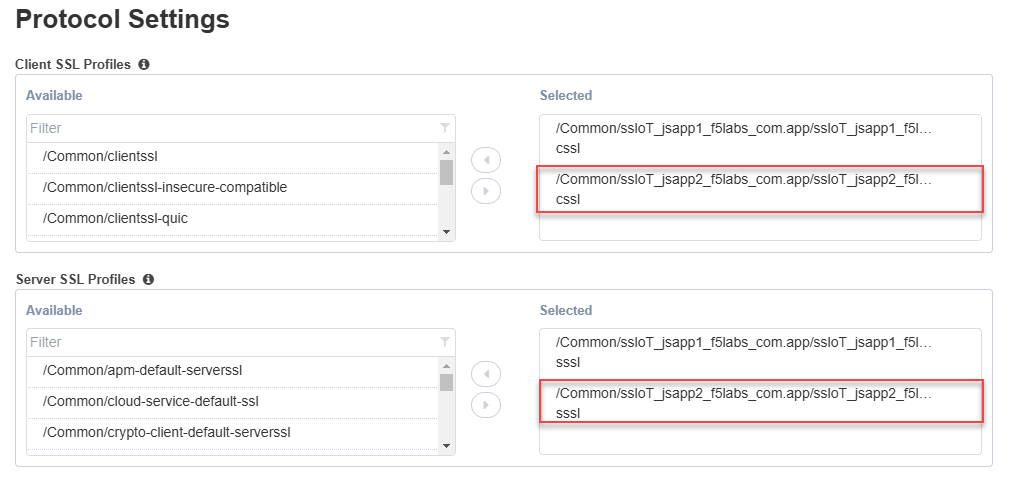 Protocol Settings
Client SSL Profiles
Available
Selected
Filter
/Common/clientssl
/Common/clientssl-insecure-compatible
/Common/clientssl-quic
/Common/ssloT_jsapp1_f5labs_com.app/ssloT_jsapp1_f5l…
cssl
/Common/ssloT_jsapp2_f5labs_com.app/ssloT_jsapp2_f5l…
cssl
Server SSL Profiles
Available
Selected
Filter
/Common/apm-default-serverssl
/Common/cloud-service-default-ssl
/Common/crypto-client-default-serverssl
/Common/ssloT_jsapp1_f5labs_com.app/ssloT_jsapp1_f5l…
sssl
/Common/ssloT_jsapp2_f5labs_com.app/ssloT_jsapp2_f5l…
sssl